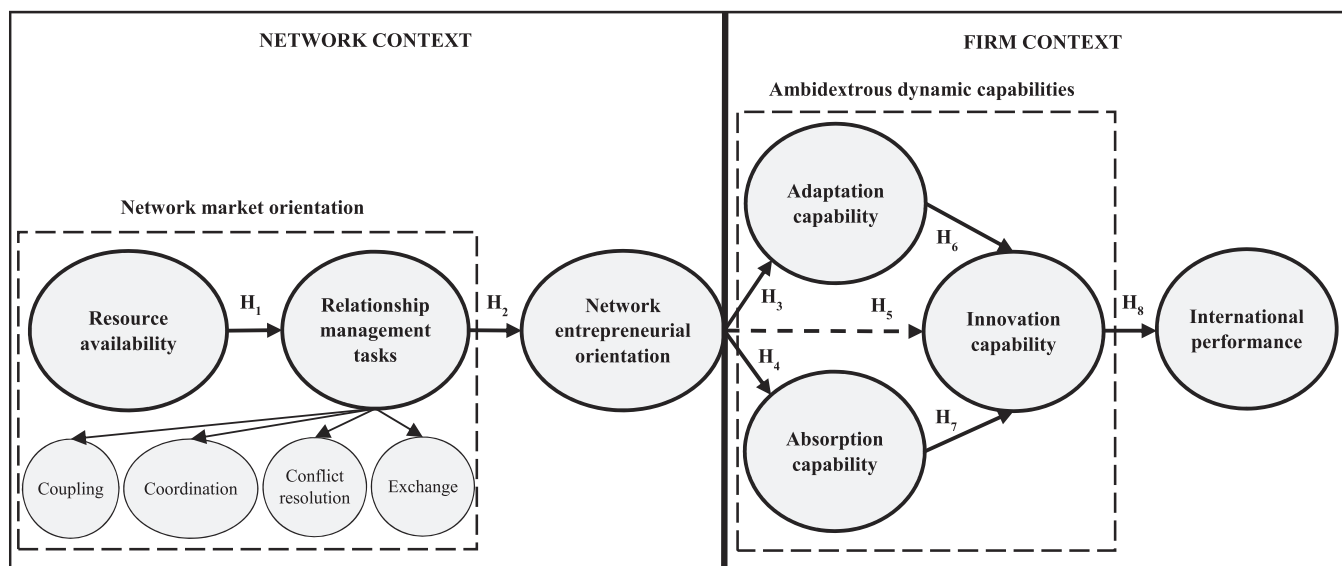 NETWORK CONTEXT
Network market orientation
Resource
availability
H₁
Relationship
management
tasks
H₂
Network
entrepreneurial
orientation
Coupling
Coordination
Conflict
resolution
Exchange
FIRM CONTEXT
Ambidextrous dynamic capabilities
Adaptation
capability
H₃
H₄
H₅
H₆
H₇
Absorption
capability
Innovation
capability
H₈
International
performance